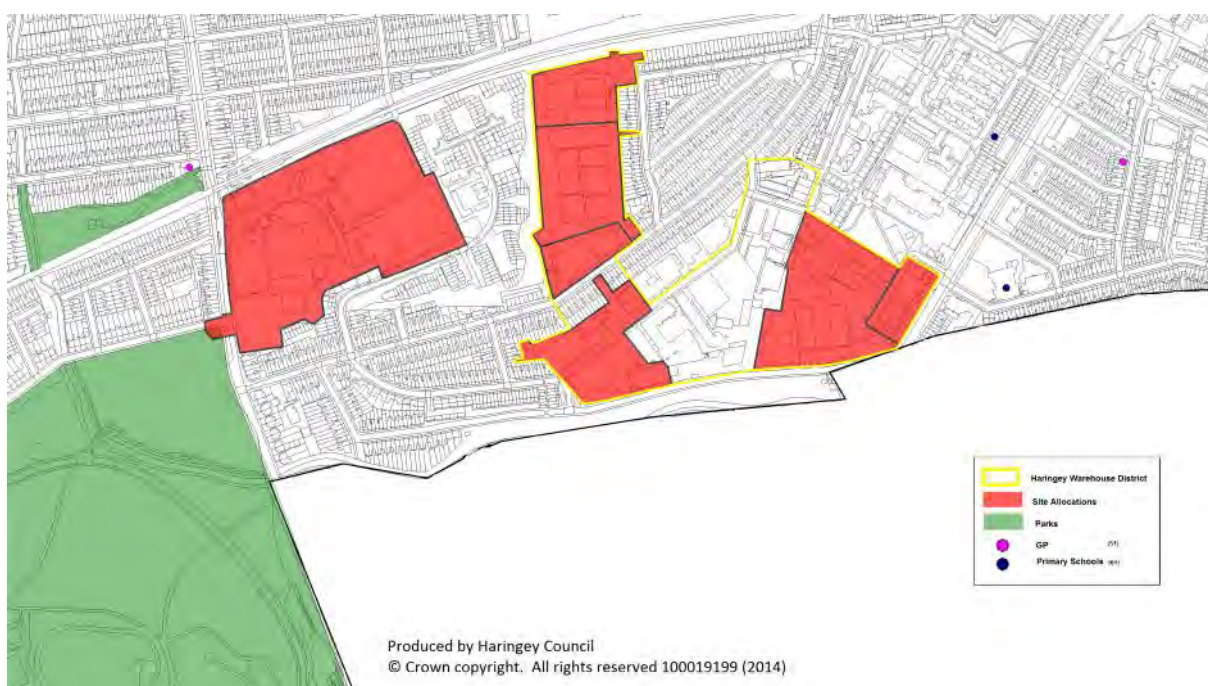 Haringey Warehouse District
Site Allocations
Parks
GP
Primary Schools
Produced by Haringey Council
© Crown copyright. All rights reserved 100019199 (2014)